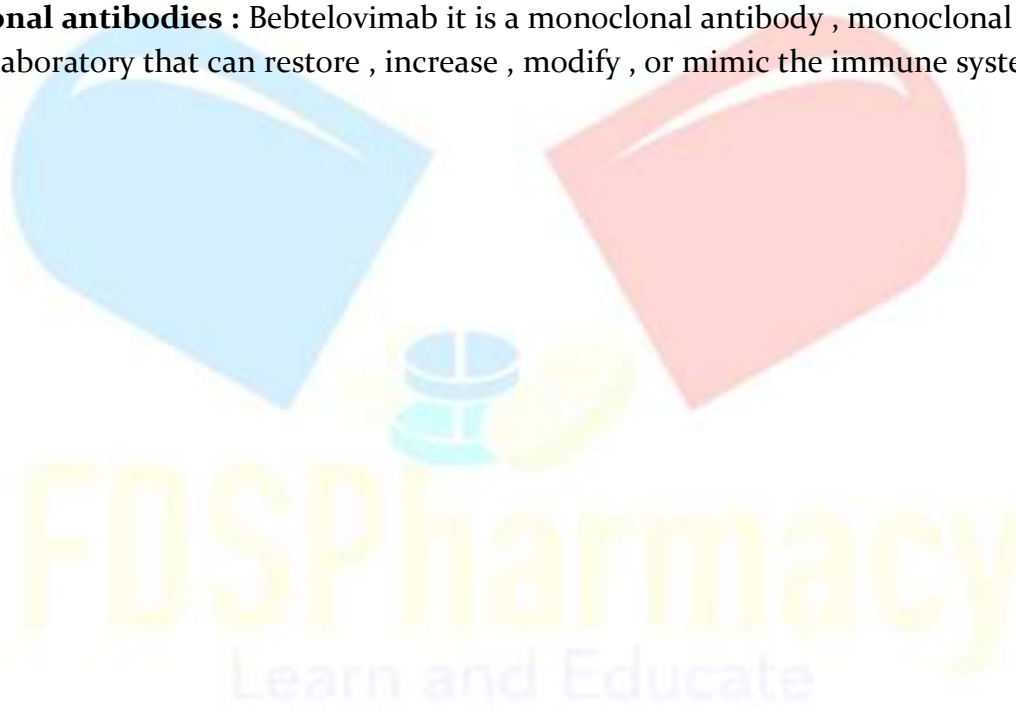 onal antibodies : Bebtelovimab it is a monoclonal antibody , monoclonal
aboratory that can restore , increase , modify , or mimic the immune syste
FDSPharmacy
Learn and Educate